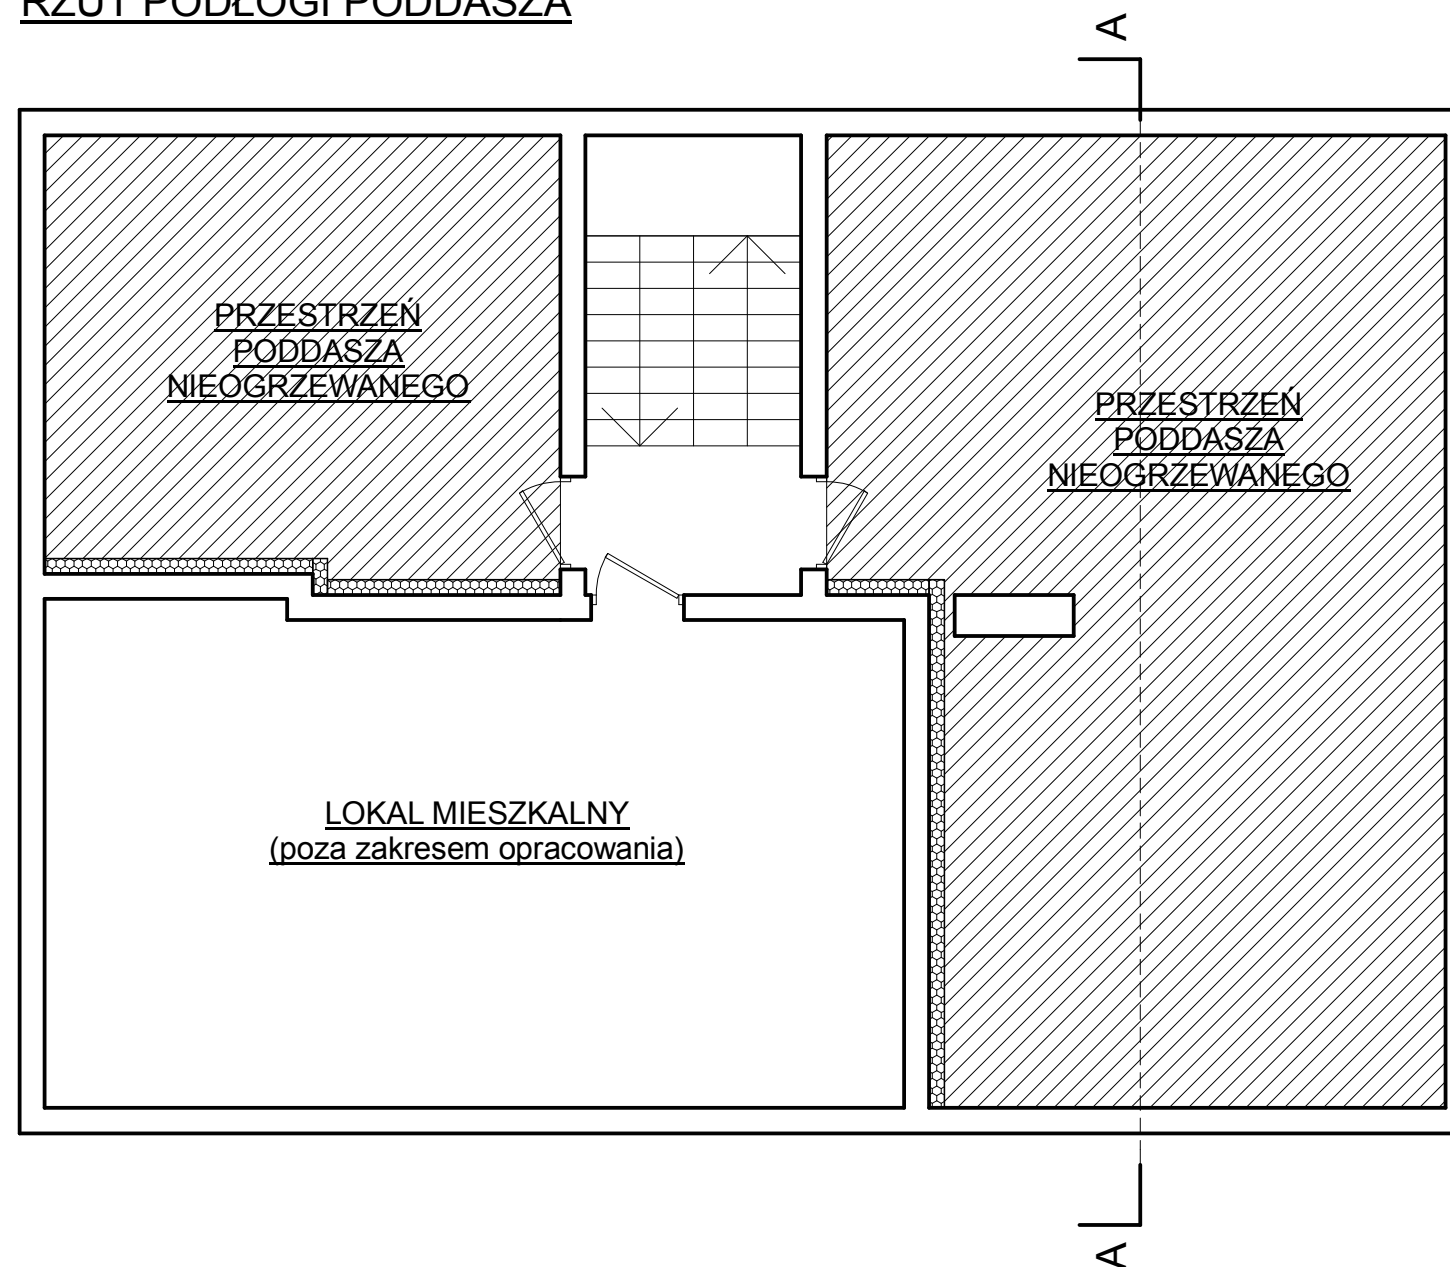 RZUT PODŁOGI PODDASZA
A
PRZESTRZEŃ
PODDASZA
NIEOGRZEWANEGO
PRZESTRZEŃ
PODDASZA
NIEOGRZEWANEGO
LOKAL MIESZKALNY
(poza zakresem opracowania)
A